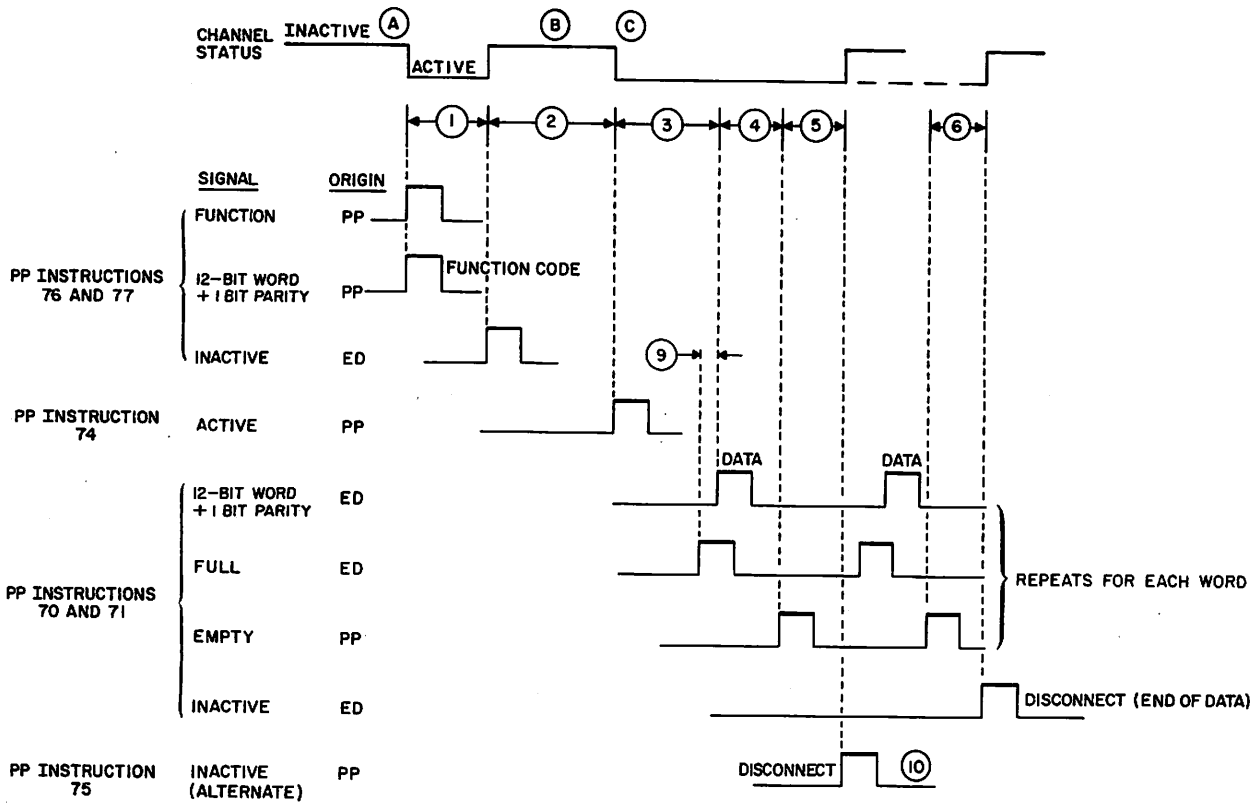 CHANNEL STATUS
INACTIVE
A
B
C
ACTIVE
1
2
3
4
5
6
SIGNAL
ORIGIN
PP INSTRUCTIONS
76 AND 77
FUNCTION
PP
12-BIT WORD
+ 1 BIT PARITY
PP
FUNCTION CODE
INACTIVE
ED
9
PP INSTRUCTION
74
ACTIVE
PP
PP INSTRUCTIONS
70 AND 71
12-BIT WORD
+ 1 BIT PARITY
ED
DATA
DATA
FULL
ED
REPEATS FOR EACH WORD
EMPTY
PP
INACTIVE
ED
DISCONNECT (END OF DATA)
PP INSTRUCTION
75
INACTIVE
(ALTERNATE)
PP
DISCONNECT
10